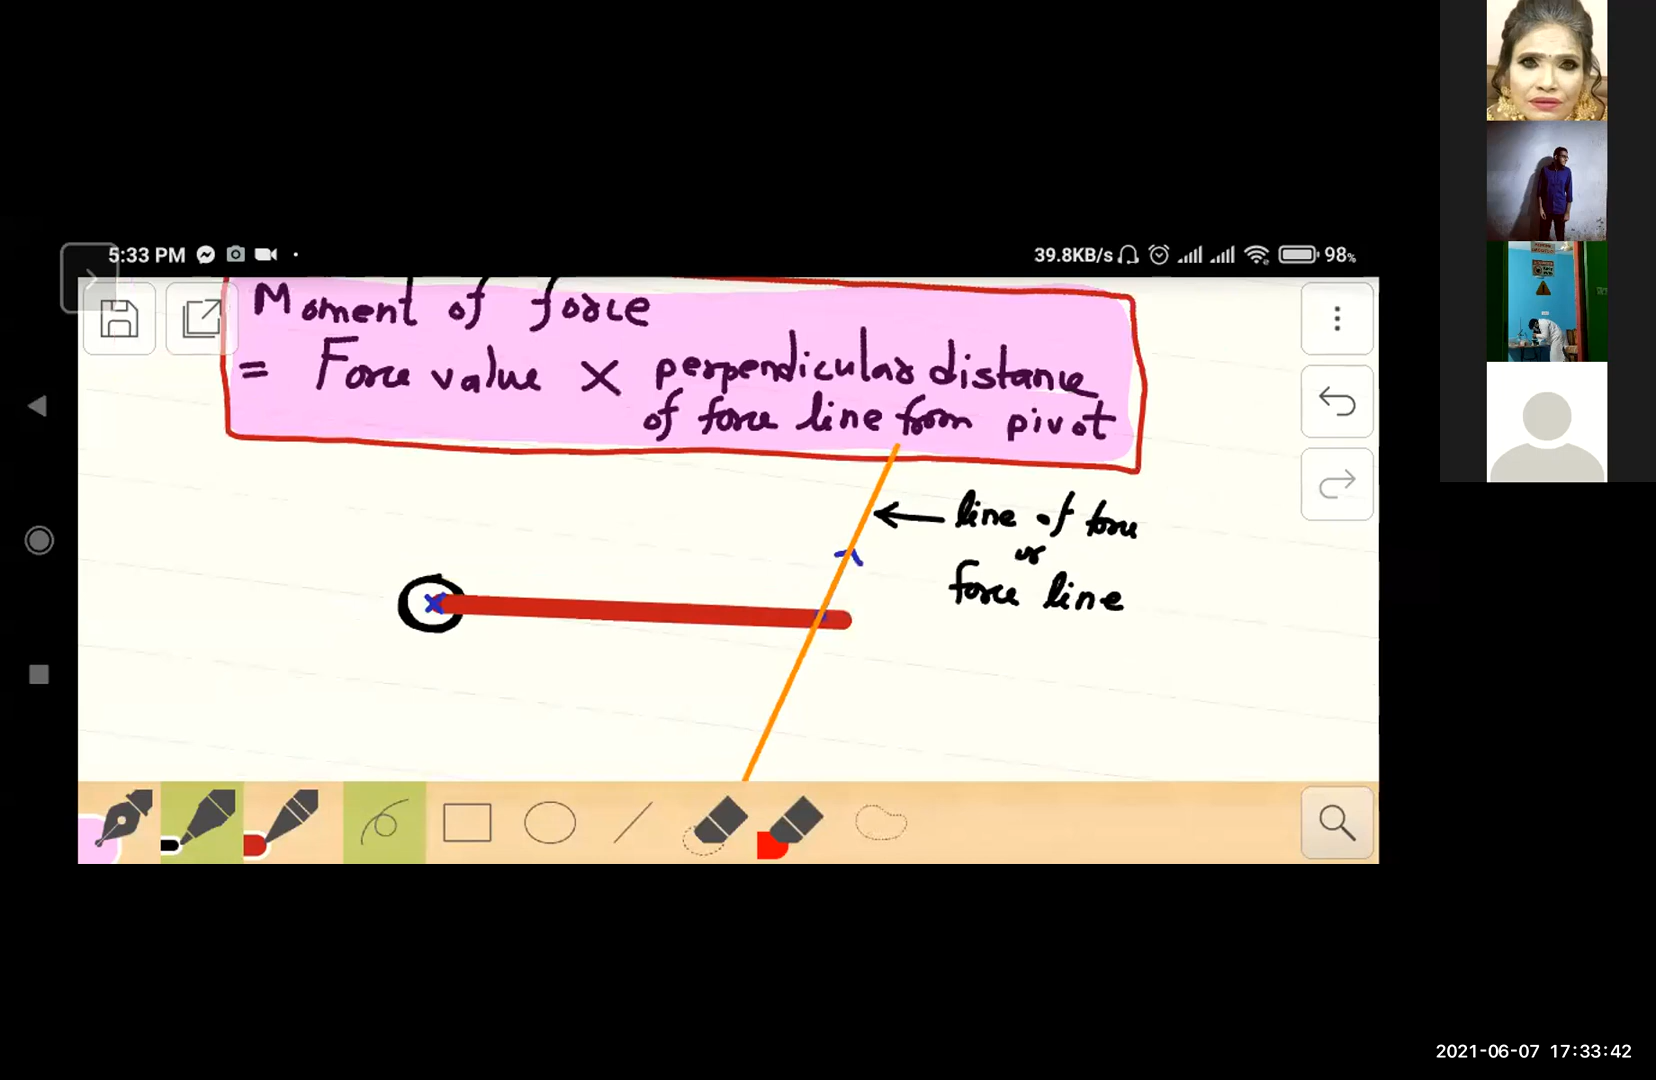 5:33 PM
39.8KB/s
98%
Moment of force
= Force value × perpendicular distance
of force line from pivot
line of force
or
force line
2021-06-07 17:33:42